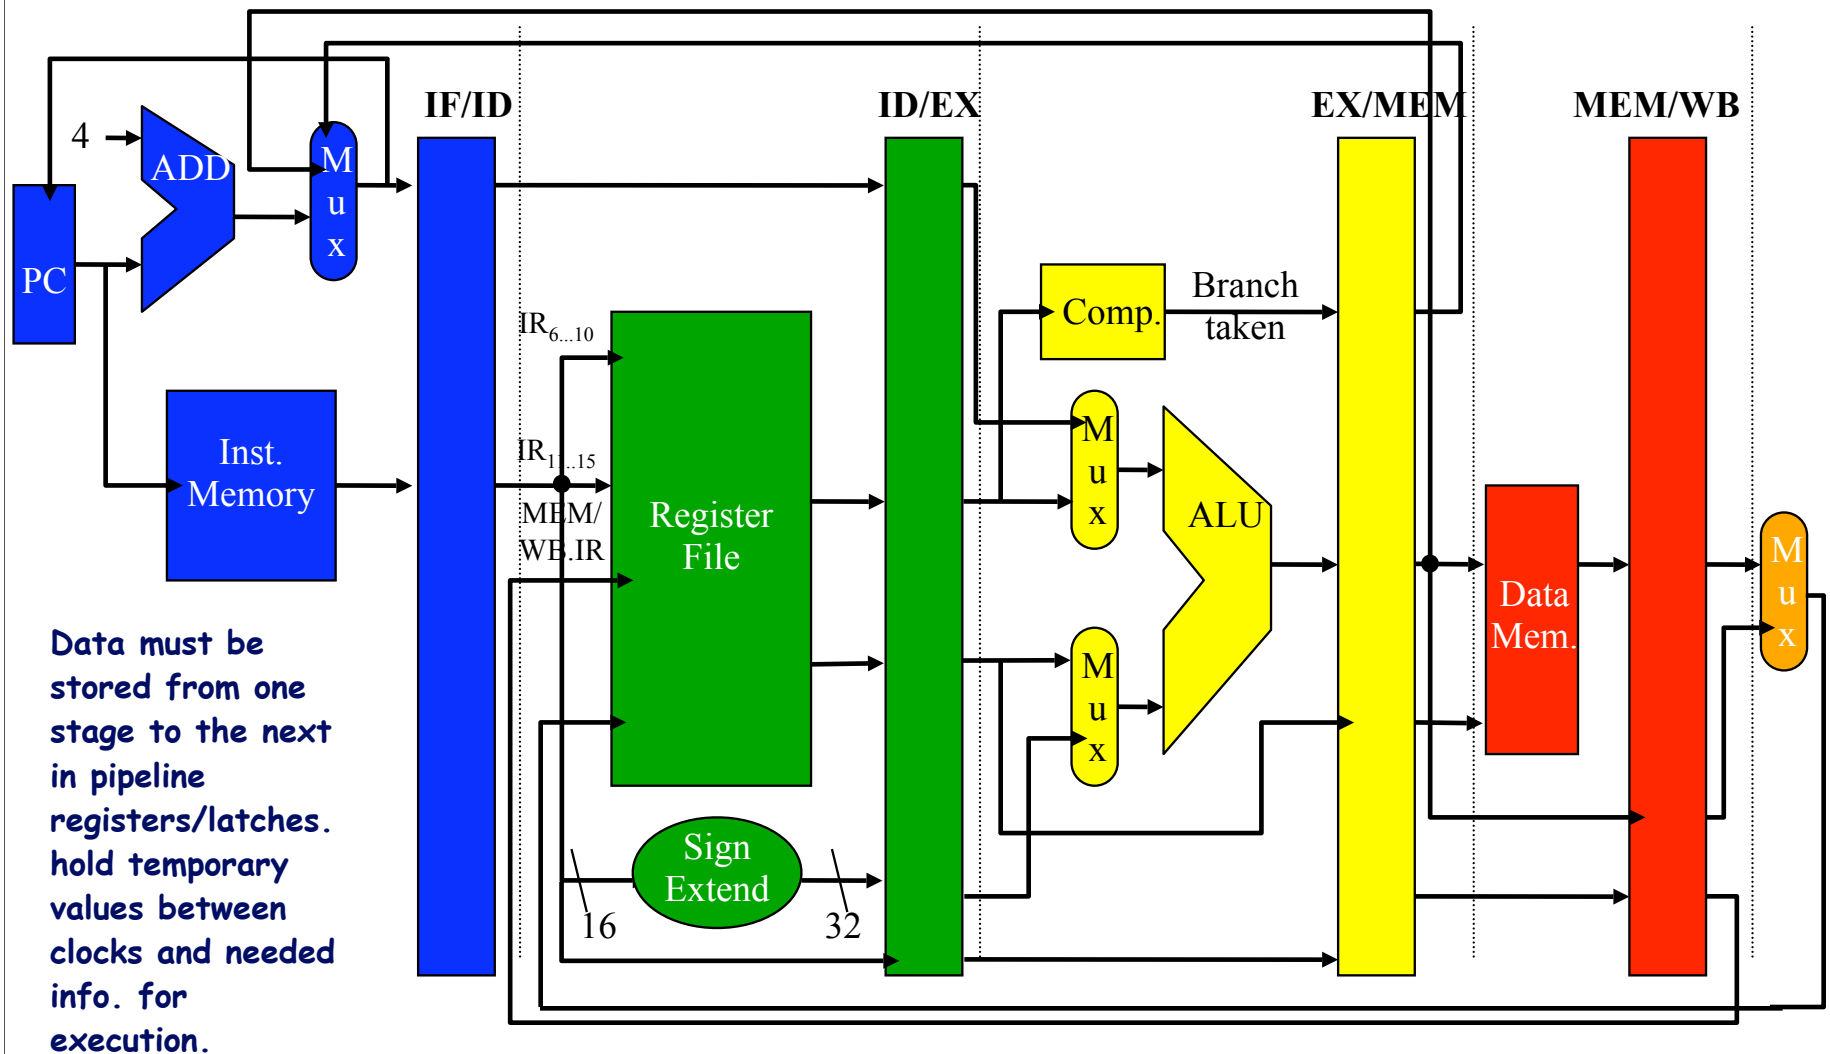 IF/ID
ID/EX
EX/MEM
MEM/WB
4
ADD
M
u
x
PC
Inst.
Memory
IR6...10
IR11..15
MEM/
WB.IR
Register
File
Sign
Extend
16
32
Comp.
Branch
taken
M
u
x
M
u
x
ALU
Data
Mem.
M
u
x
Data must be
stored from one
stage to the next
in pipeline
registers/latches.
hold temporary
values between
clocks and needed
info. for
execution.